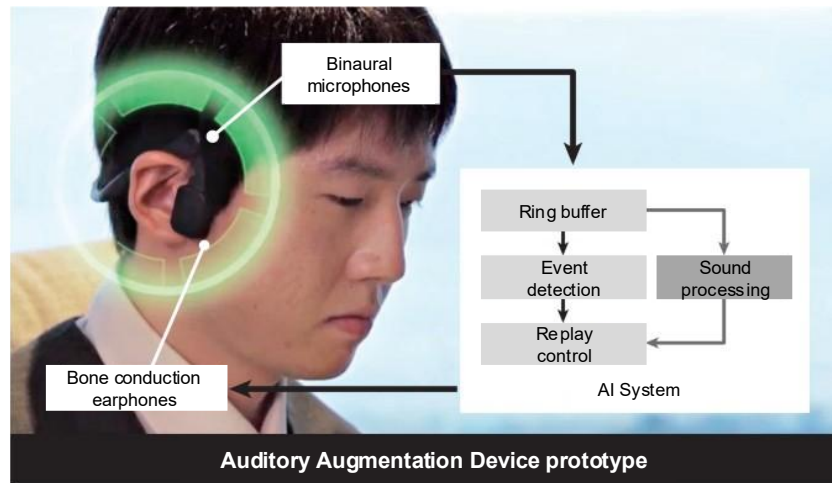 Binaural
microphones
Ring buffer
Event
detection
Sound
processing
Replay
control
AI System
Bone conduction
earphones
Auditory Augmentation Device prototype